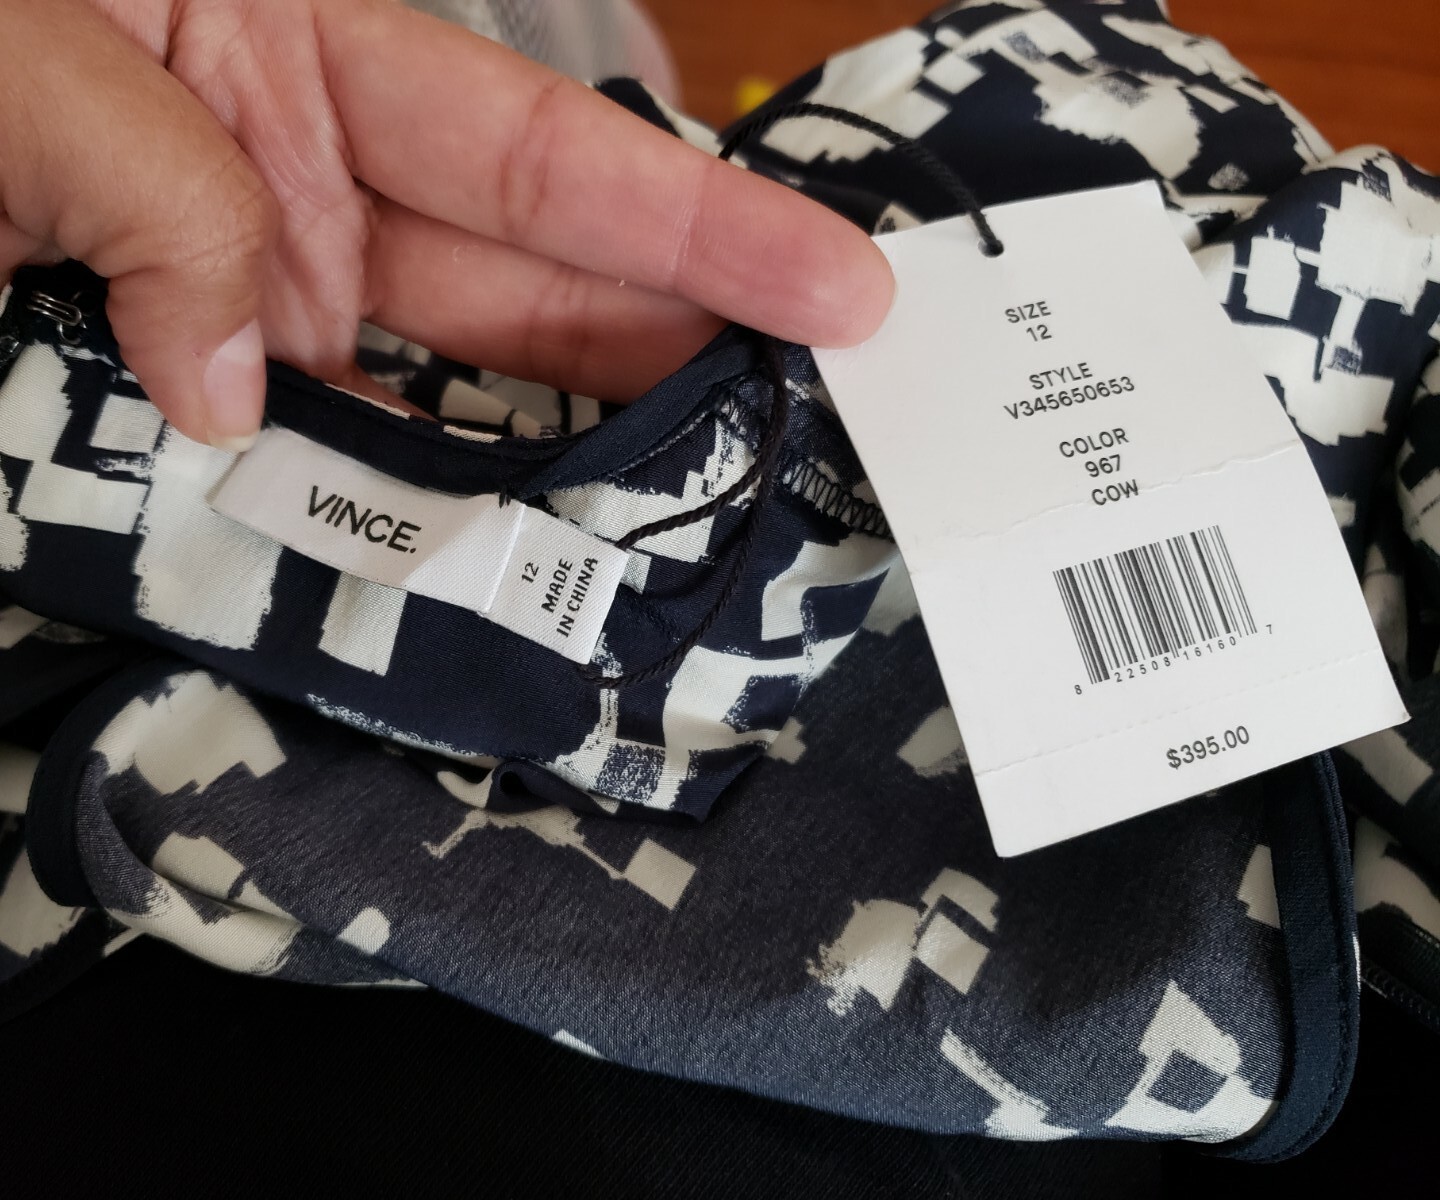 VINCE.
12
MADE
IN CHINA
SIZE
12
STYLE
V345650653
COLOR
967
COW
8 22508 16160 7
$395.00